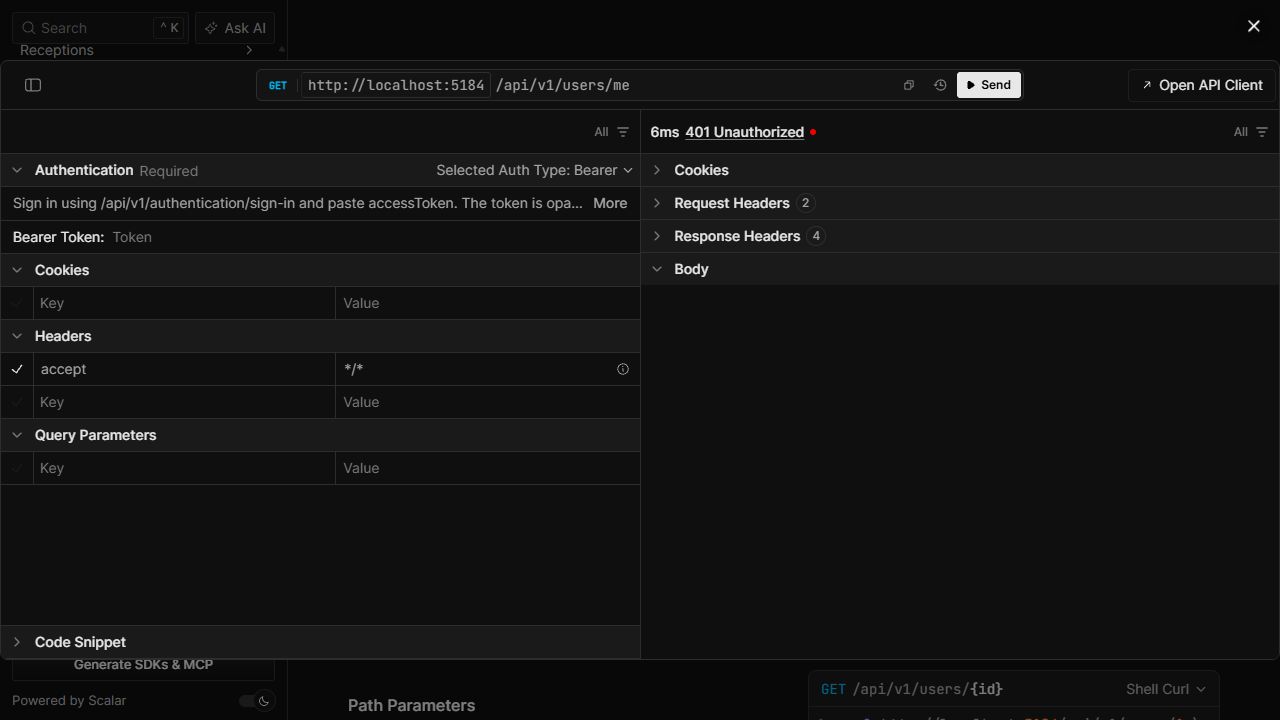 Search
^ K
Ask AI
Receptions
GET
http://localhost:5184
/api/v1/users/me
Send
Open API Client
All
6ms 401 Unauthorized
All
Authentication Required
Selected Auth Type: Bearer
Sign in using /api/v1/authentication/sign-in and paste accessToken. The token is opa... More
Bearer Token: Token
Cookies
Key
Value
Headers
accept
*/*
Key
Value
Query Parameters
Key
Value
Code Snippet
Cookies
Request Headers 2
Response Headers 4
Body
Generate SDKs & MCP
Powered by Scalar
Path Parameters
GET /api/v1/users/{id}
Shell Curl